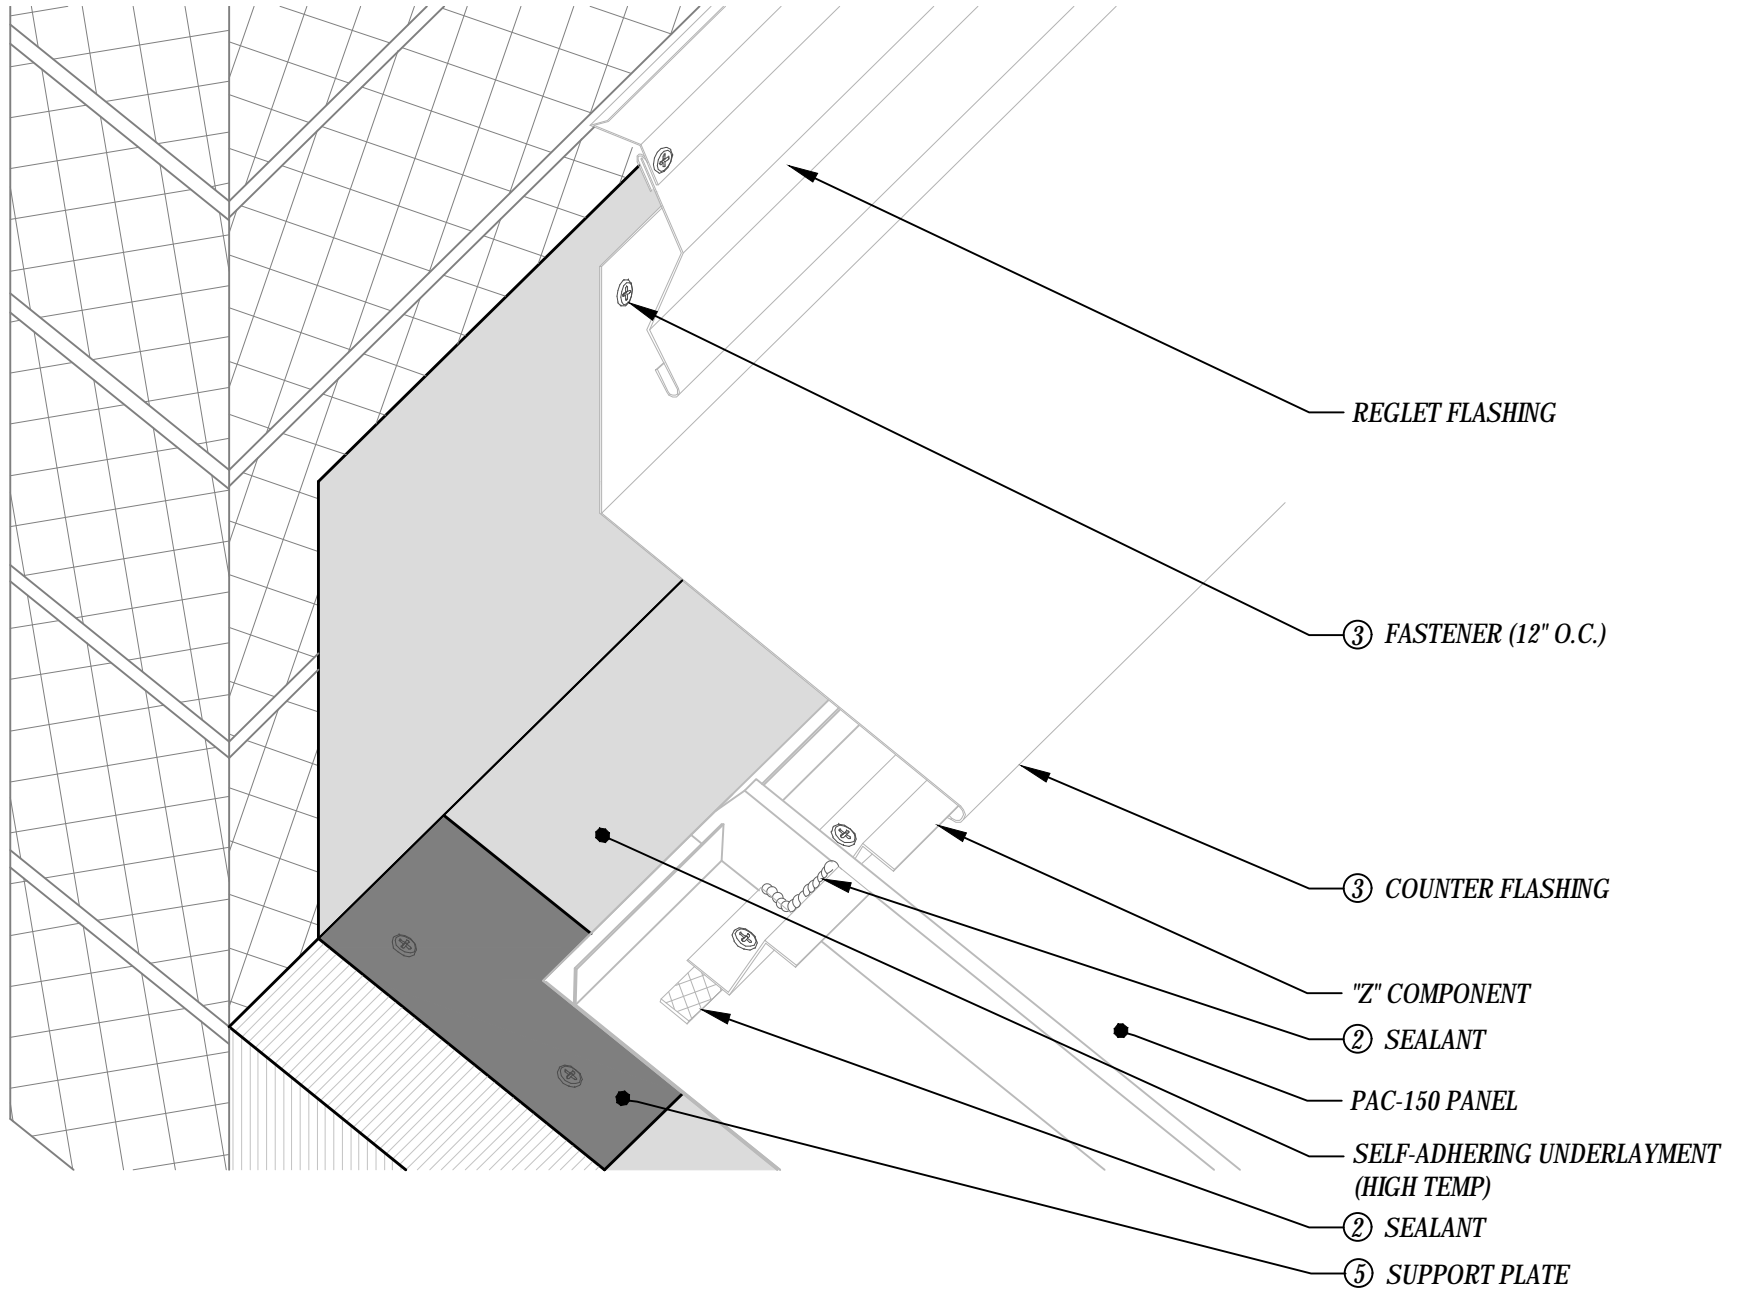 REGLET FLASHING
3 FASTENER (12" O.C.)
3 COUNTER FLASHING
"Z" COMPONENT
2 SEALANT
PAC-150 PANEL
SELF-ADHERING UNDERLAYMENT
(HIGH TEMP)
2 SEALANT
5 SUPPORT PLATE